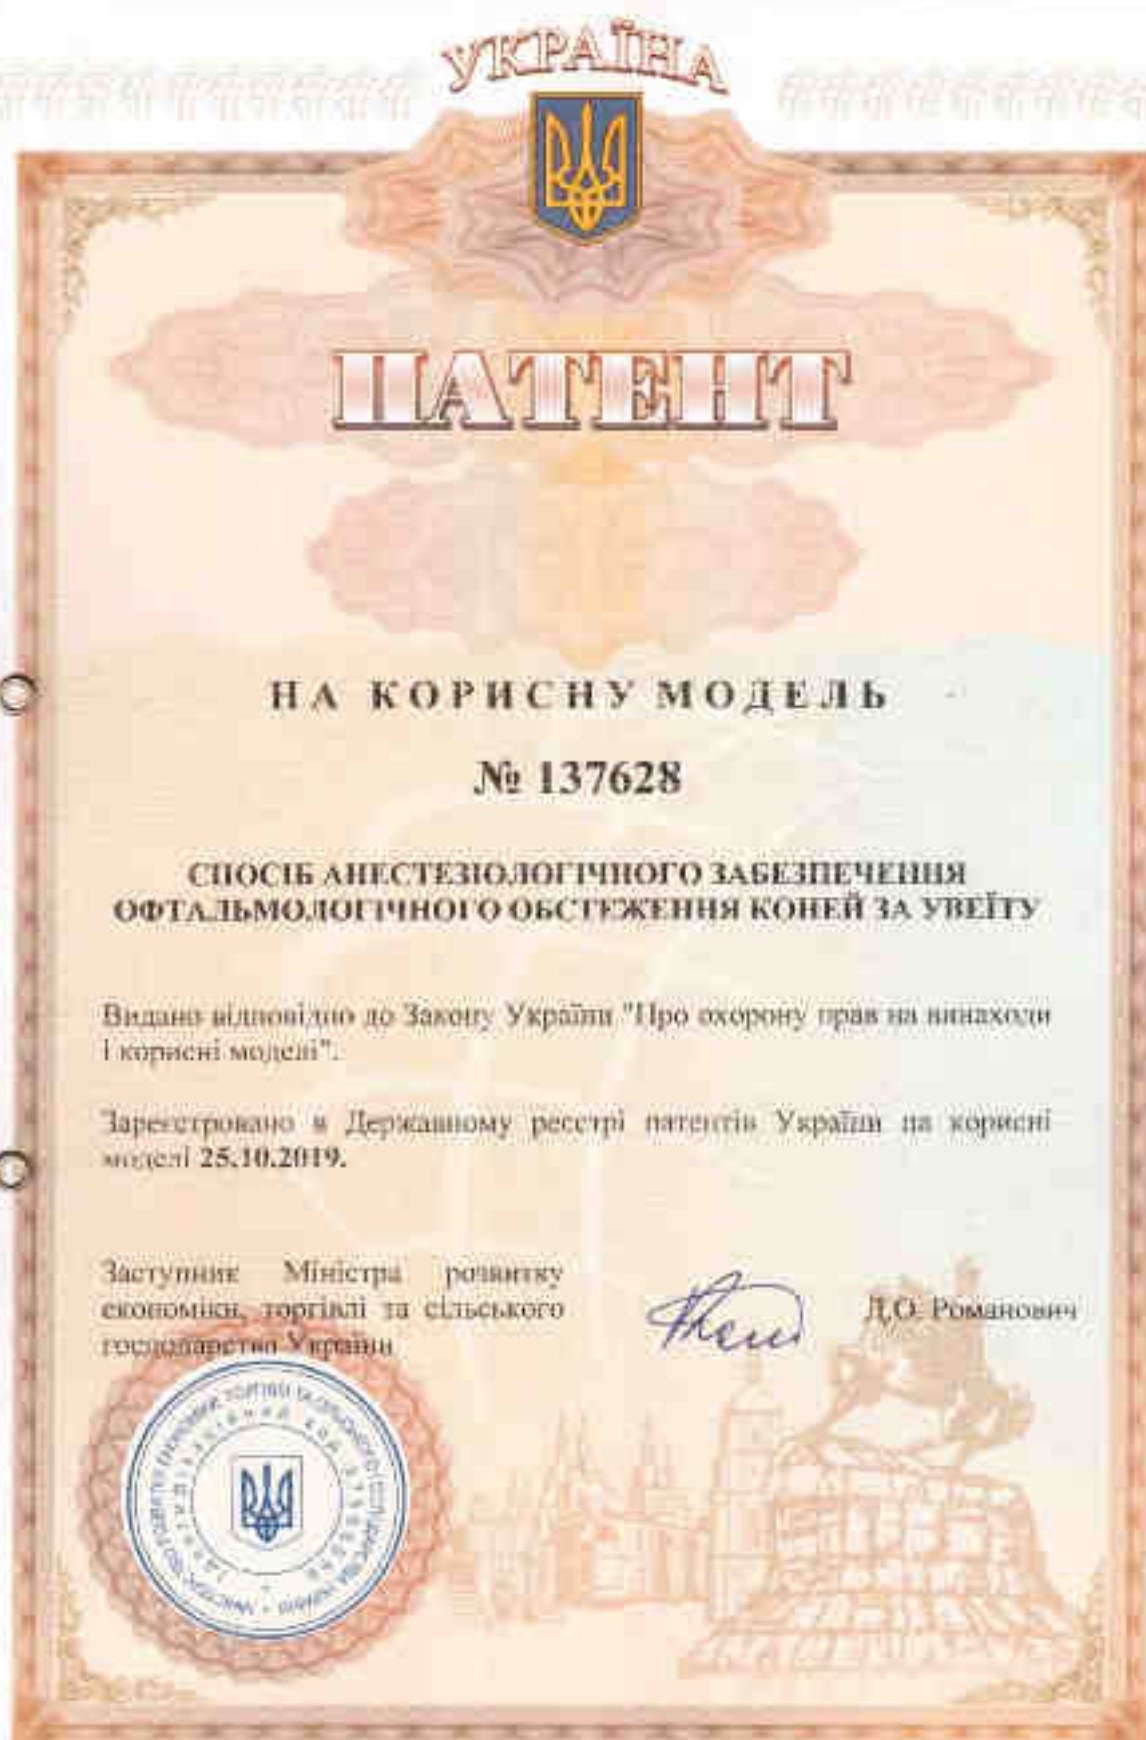 УКРАЇНА
ПАТЕНТ
НА КОРИСНУ МОДЕЛЬ
№ 137628
СПОСІБ АНЕСТЕЗІОЛОГІЧНОГО ЗАБЕЗПЕЧЕННЯ
ОФТАЛЬМОЛОГІЧНОГО ОБСТЕЖЕННЯ КОНЕЙ ЗА УВЕЇТУ
Видано відповідно до Закону України "Про охорону прав на винаходи
і корисні моделі".
Зареєстровано в Державному реєстрі патентів України на корисні
моделі 25.10.2019.
Заступник Міністра розвитку
економіки, торгівлі та сільського
господарства України
Д.О. Романович